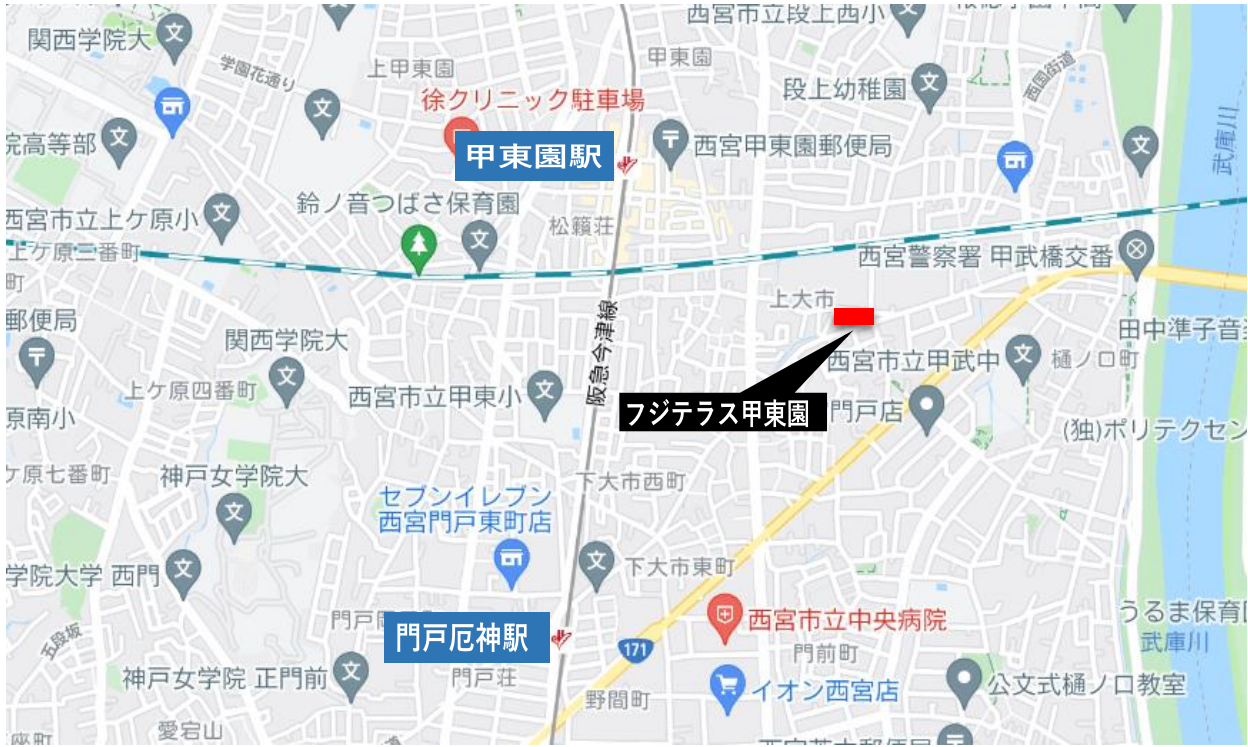 西宮市立段上西小
関西学院大
学園花通り
上甲東園
甲東園
段上幼稚園
西国街道
徐クリニック駐車場
武庫川
院高等部
甲東園駅
西宮甲東園郵便局
鈴ノ音つばさ保育園
西宮市立上ケ原小
松籟荘
上ケ原三番町
西宮警察署 甲武橋交番
町
上大市
郵便局
阪急今津線
田中準子音楽
関西学院大
西宮市立甲武中
樋ノ口町
上ケ原四番町
西宮市立甲東小
フジテラス甲東園
門戸店
原南小
(独)ポリテクセン
ケ原七番町
神戸女学院大
下大市西町
セブンイレブン
西宮門戸東町店
学院大学 西門
下大市東町
門戸
西宮市立中央病院
うるま保育園
門戸厄神駅
171
武庫川
五段坂
門前町
神戸女学院 正門前
門戸荘
野間町
イオン西宮店
公文式樋ノ口教室
愛宕山
座町